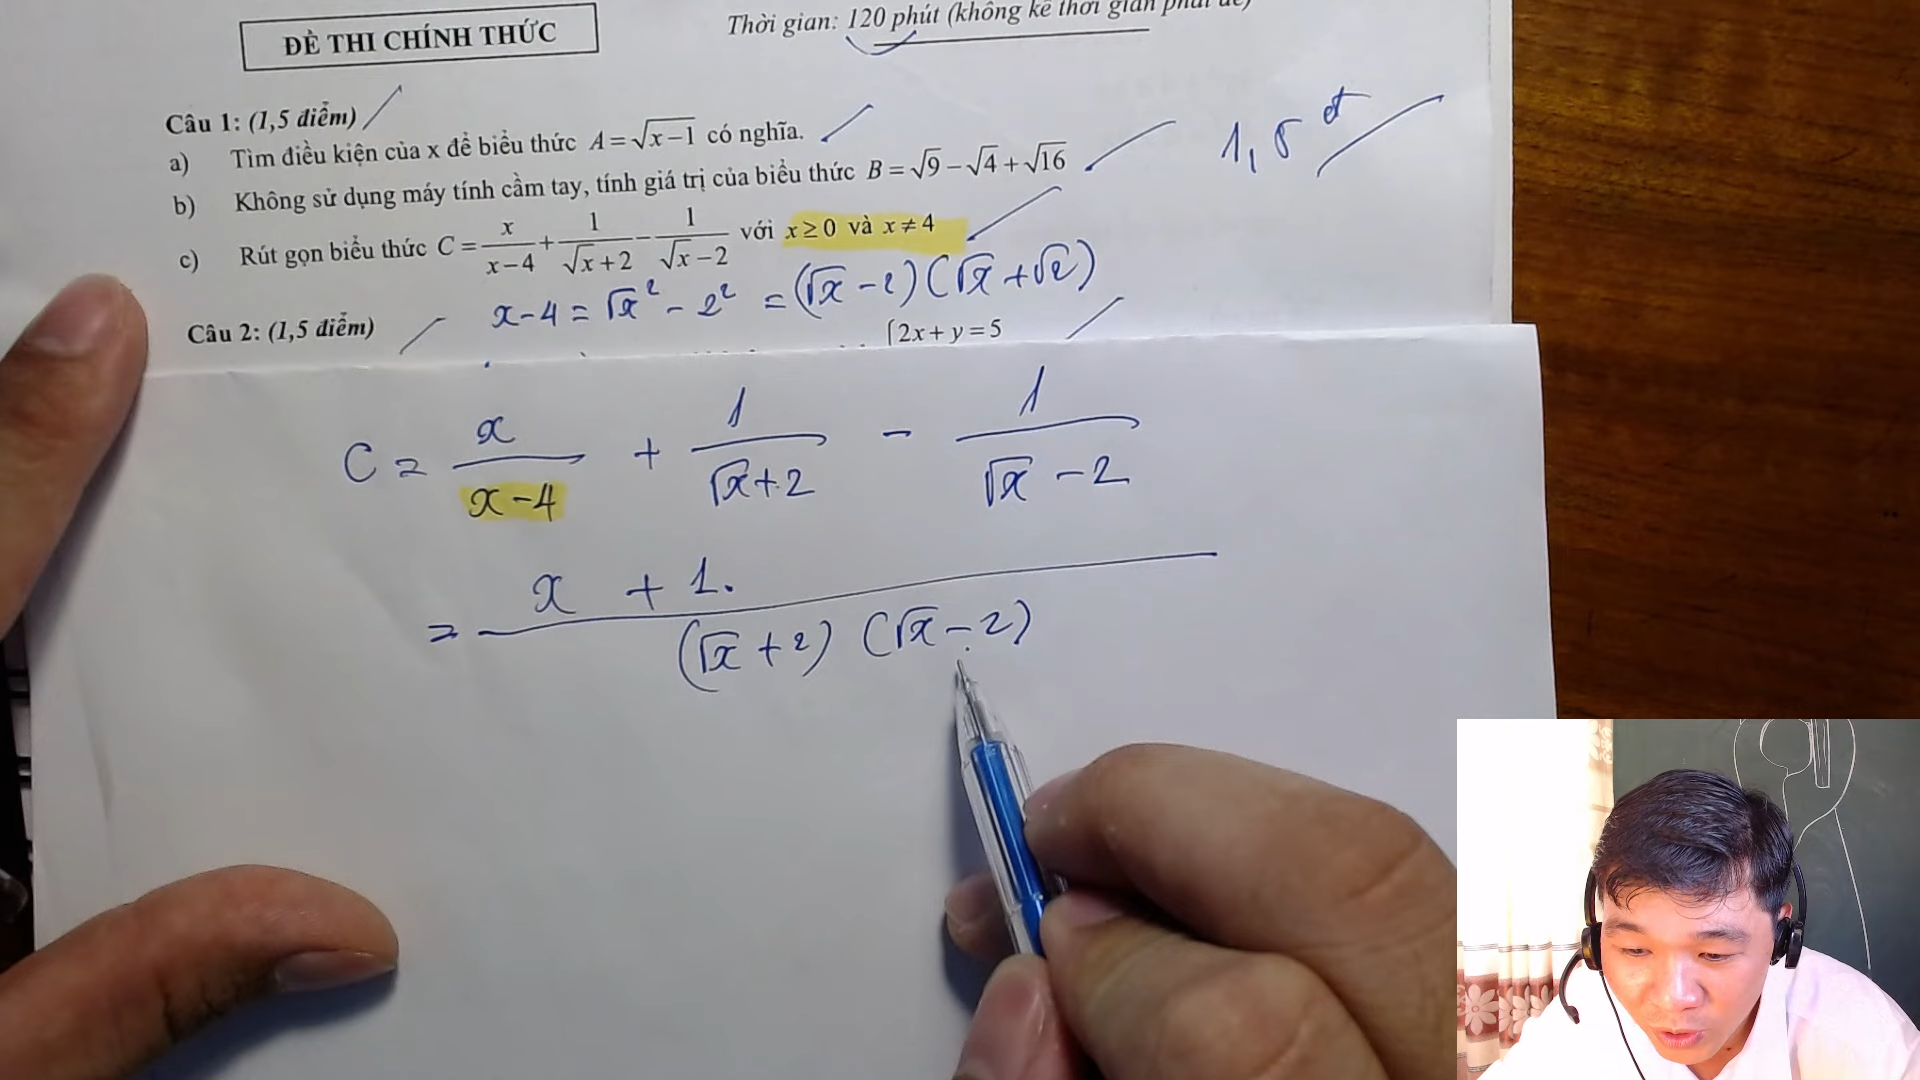 ĐỀ THI CHÍNH THỨC
Thời gian: 120 phút (không kể thời gian phát đề)
Câu 1: (1,5 điểm)
a) Tìm điều kiện của x để biểu thức A = √(x−1) có nghĩa.
b) Không sử dụng máy tính cầm tay, tính giá trị của biểu thức B = √9 − √4 + √16
c) Rút gọn biểu thức C = x/(x−4) + 1/(√x+2) − 1/(√x−2) với x ≥ 0 và x ≠ 4
1,5 đ
x − 4 = √x² − 2² = (√x − 2)(√x + √2)
Câu 2: (1,5 điểm)
{2x + y = 5
C = x/(x−4) + 1/(√x+2) − 1/(√x−2)
= x + 1.
(√x + 2) (√x − 2)